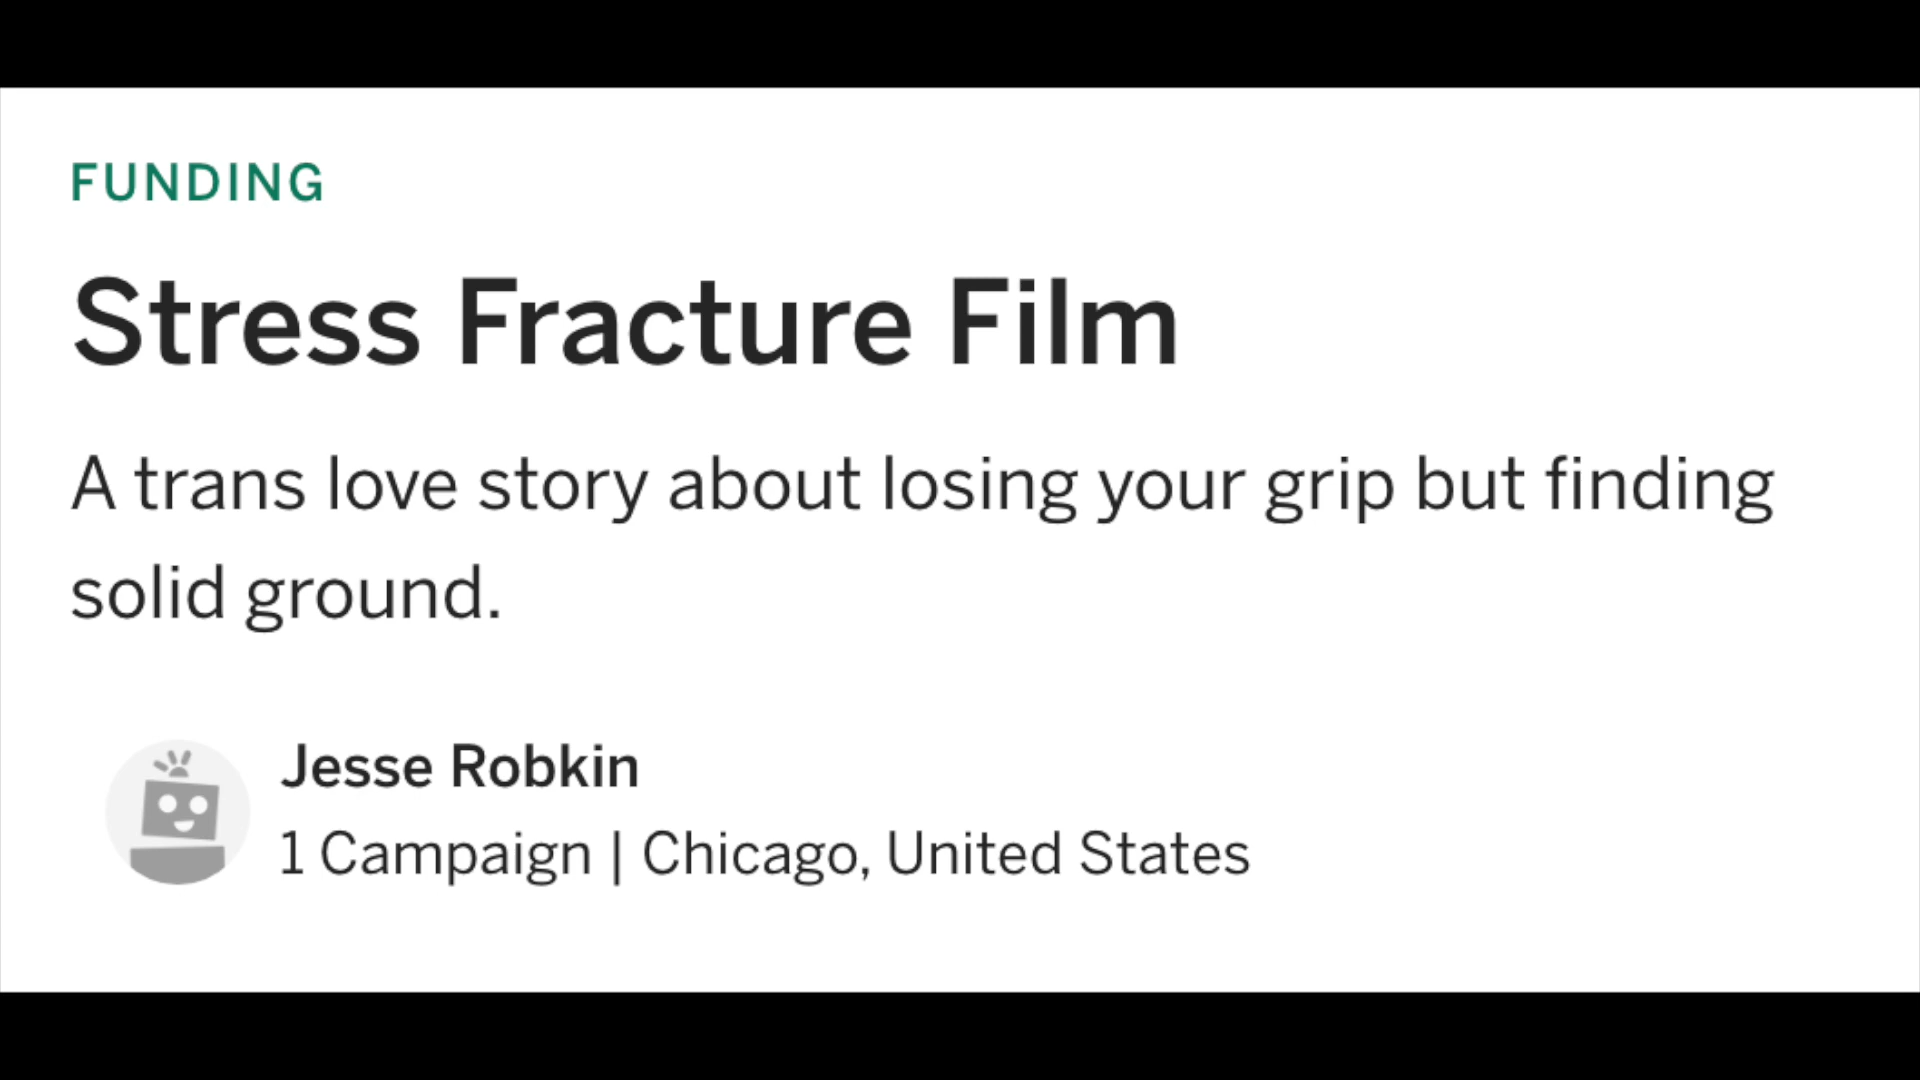 FUNDING
Stress Fracture Film
A trans love story about losing your grip but finding
solid ground.
Jesse Robkin
1 Campaign | Chicago, United States